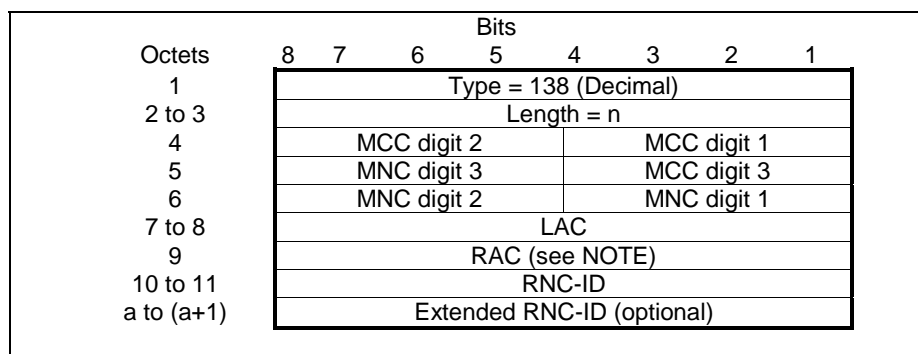 Bits
Octets 8 7 6 5 4 3 2 1
1 Type = 138 (Decimal)
2 to 3 Length = n
4 MCC digit 2 MCC digit 1
5 MNC digit 3 MCC digit 3
6 MNC digit 2 MNC digit 1
7 to 8 LAC
9 RAC (see NOTE)
10 to 11 RNC-ID
a to (a+1) Extended RNC-ID (optional)